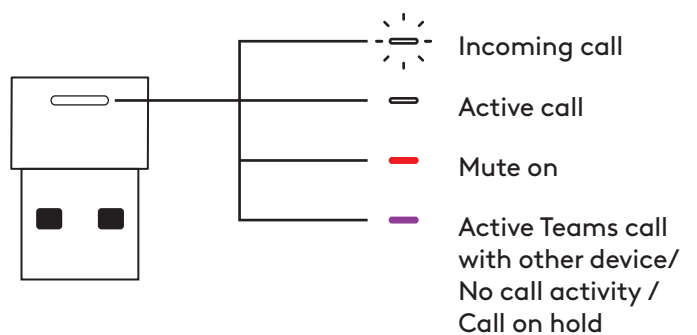 Incoming call
Active call
Mute on
Active Teams call
with other device/
No call activity /
Call on hold